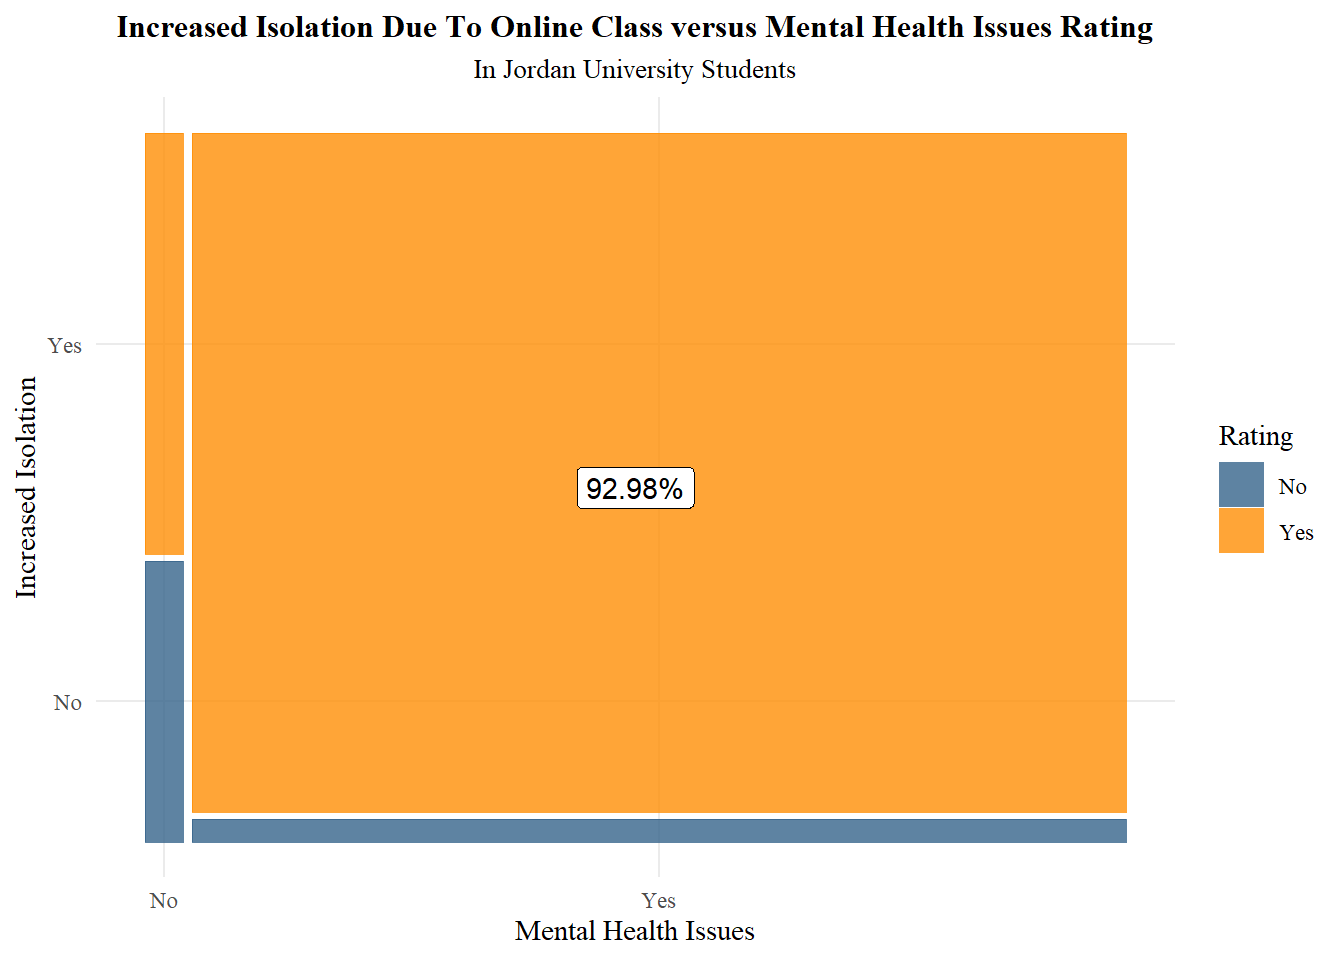 Increased Isolation Due To Online Class versus Mental Health Issues Rating
In Jordan University Students
Increased Isolation
Yes
No
92.98%
No
Yes
Mental Health Issues
Rating
No
Yes